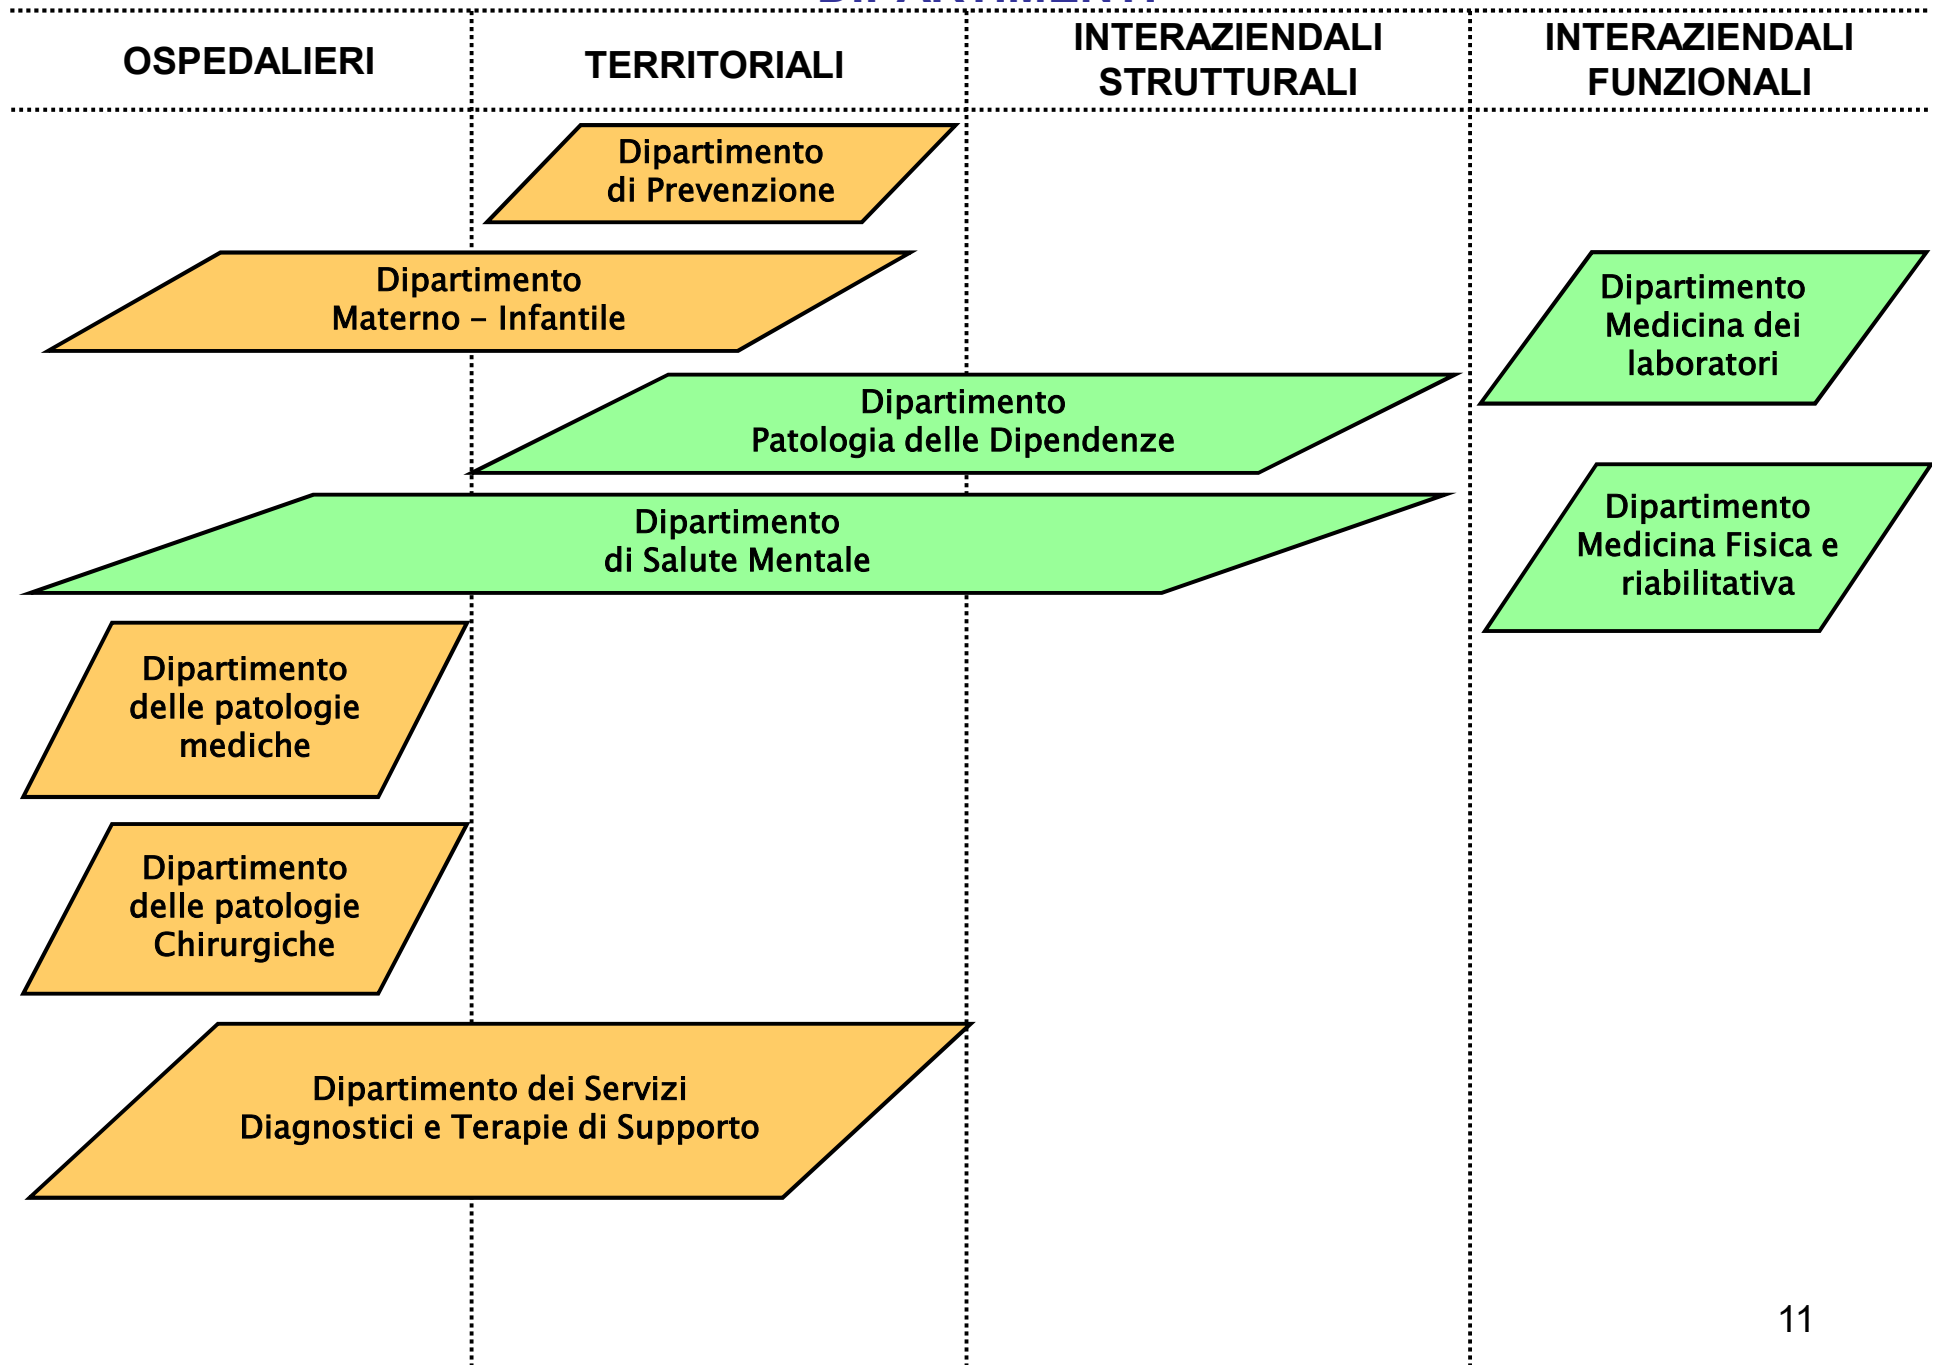 DIPARTIMENTI
OSPEDALIERI
TERRITORIALI
INTERAZIENDALI
STRUTTURALI
INTERAZIENDALI
FUNZIONALI
Dipartimento
di Prevenzione
Dipartimento
Materno - Infantile
Dipartimento
Medicina dei
laboratori
Dipartimento
Patologia delle Dipendenze
Dipartimento
di Salute Mentale
Dipartimento
Medicina Fisica e
riabilitativa
Dipartimento
delle patologie
mediche
Dipartimento
delle patologie
Chirurgiche
Dipartimento dei Servizi
Diagnostici e Terapie di Supporto
11